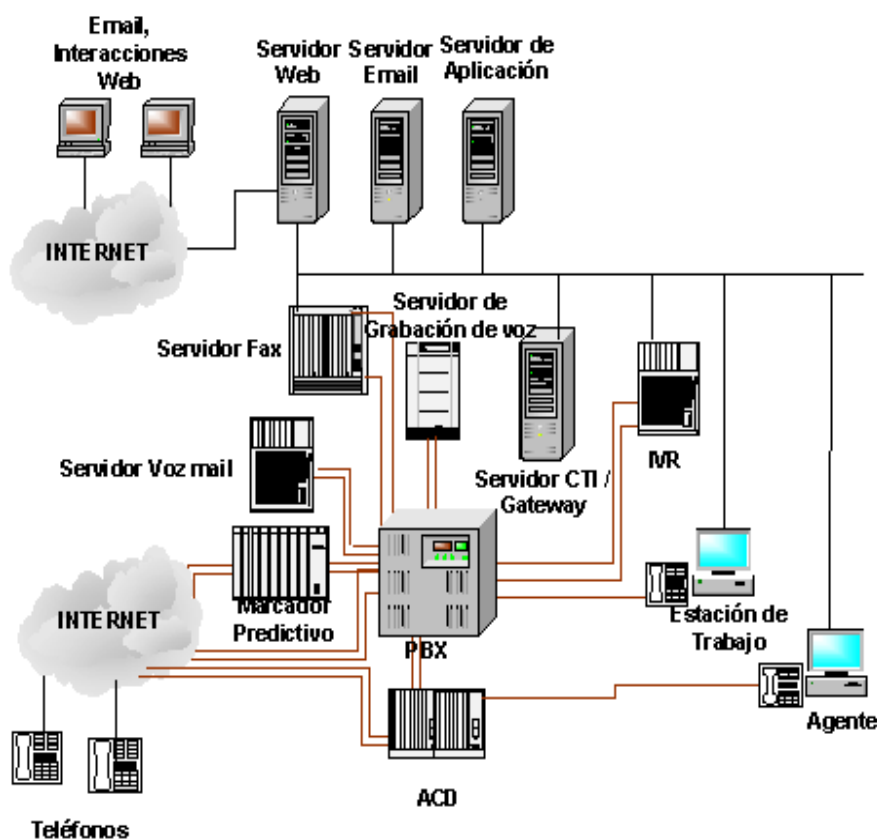 Email,
Interacciones
Web
Servidor
Web
Servidor
Email
Servidor de
Aplicación
INTERNET
Servidor de
Grabación de voz
Servidor Fax
IVR
Servidor Voz mail
Servidor CTI /
Gateway
INTERNET
Marcador
Predictivo
PBX
Estación de
Trabajo
Agente
ACD
Teléfonos